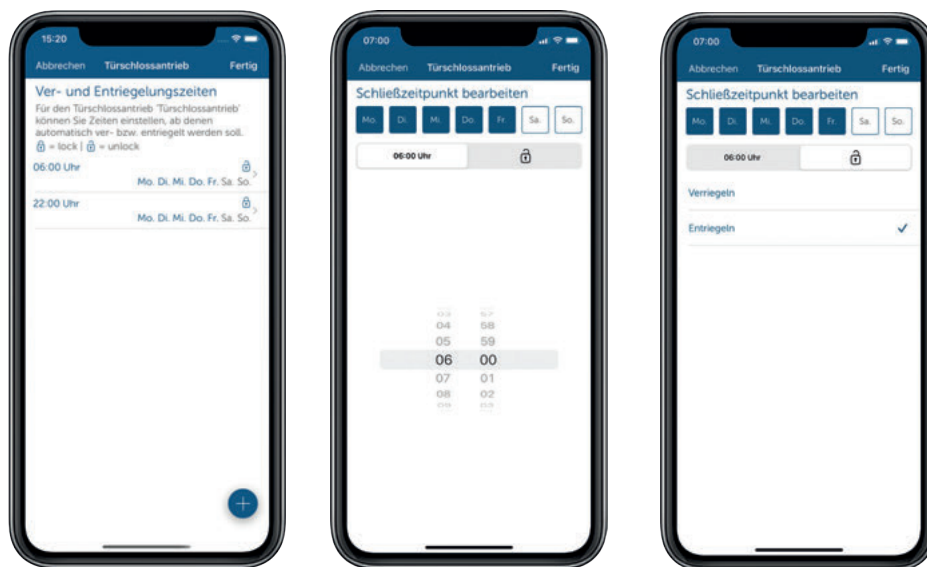 15:20
Abbrechen Türschlossantrieb Fertig
Ver- und Entriegelungszeiten
Für den Türschlossantrieb 'Türschlossantrieb'
können Sie Zeiten einstellen, ab denen
automatisch ver- bzw. entriegelt werden soll.
= lock | = unlock
06:00 Uhr
Mo. Di. Mi. Do. Fr. Sa. So.
22:00 Uhr
Mo. Di. Mi. Do. Fr. Sa. So.
+
07:00
Abbrechen Türschlossantrieb Fertig
Schließzeitpunkt bearbeiten
Mo. Di. Mi. Do. Fr. Sa. So.
06:00 Uhr
03 57
04 58
05 59
06 00
07 01
08 02
09 03
07:00
Abbrechen Türschlossantrieb Fertig
Schließzeitpunkt bearbeiten
Mo. Di. Mi. Do. Fr. Sa. So.
06:00 Uhr
Verriegeln
Entriegeln